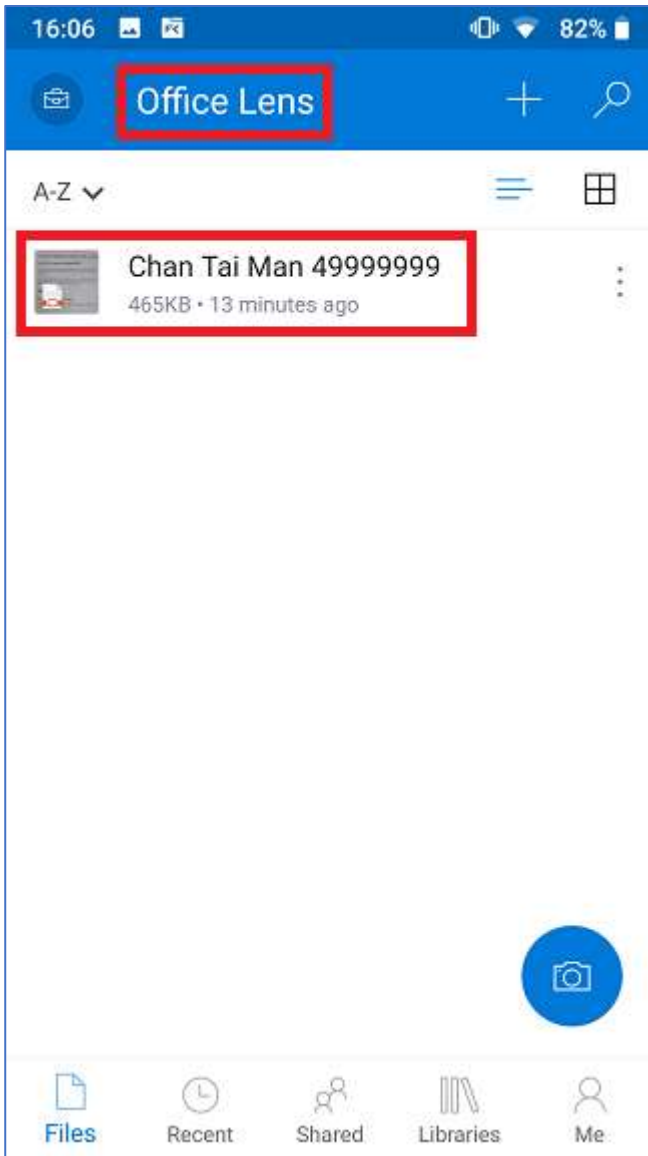 16:06 82%
Office Lens
A-Z
Chan Tai Man 49999999
465KB • 13 minutes ago
Files Recent Shared Libraries Me